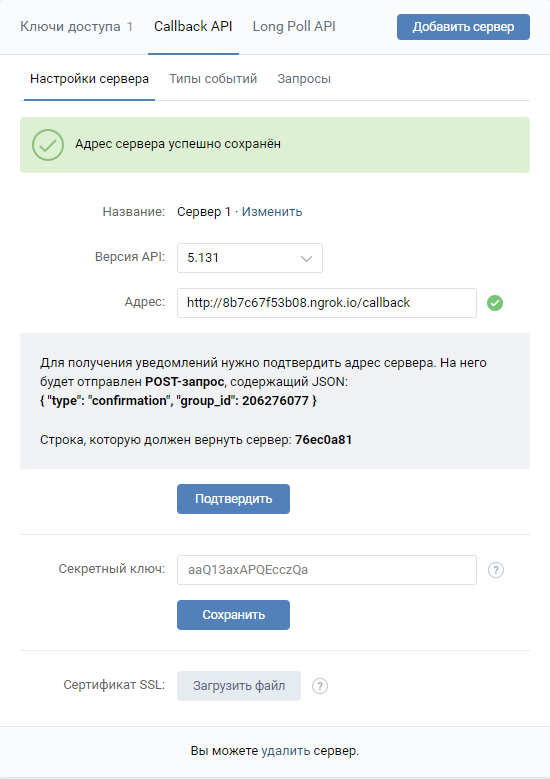 Ключи доступа 1 Callback API Long Poll API Добавить сервер
Настройки сервера Типы событий Запросы
Адрес сервера успешно сохранён
Название: Сервер 1 · Изменить
Версия API: 5.131
Адрес: http://8b7c67f53b08.ngrok.io/callback
Для получения уведомлений нужно подтвердить адрес сервера. На него
будет отправлен POST-запрос, содержащий JSON:
{ "type": "confirmation", "group_id": 206276077 }
Строка, которую должен вернуть сервер: 76ec0a81
Подтвердить
Секретный ключ: aaQ13axAPQEcczQa ?
Сохранить
Сертификат SSL: Загрузить файл ?
Вы можете удалить сервер.